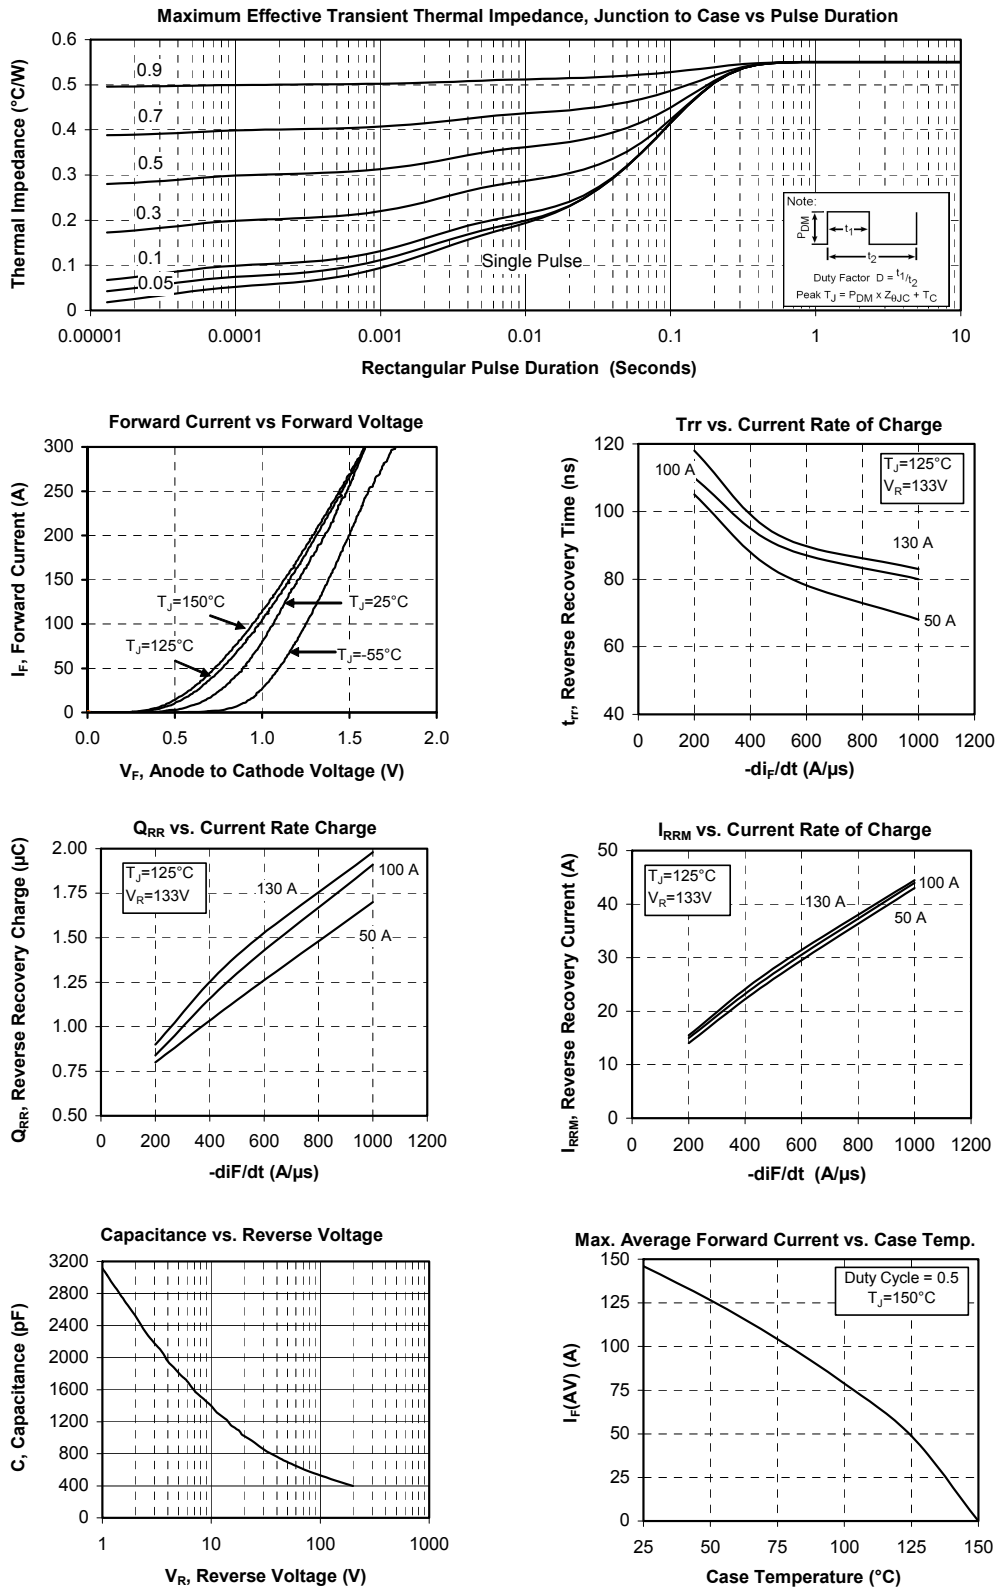 Maximum Effective Transient Thermal Impedance, Junction to Case vs Pulse Duration
Thermal Impedance (°C/W)
0.6
0.5
0.4
0.3
0.2
0.1
0
0.9
0.7
0.5
0.3
0.1
0.05
Single Pulse
Note:
PDM
t1
t2
Duty Factor D = t1/t2
Peak TJ = PDM x ZθJC + TC
0.00001 0.0001 0.001 0.01 0.1 1 10
Rectangular Pulse Duration (Seconds)
Forward Current vs Forward Voltage
IF, Forward Current (A)
300
250
200
150
100
50
0
TJ=150°C
TJ=125°C
TJ=25°C
TJ=-55°C
0.0 0.5 1.0 1.5 2.0
VF, Anode to Cathode Voltage (V)
Trr vs. Current Rate of Charge
trr, Reverse Recovery Time (ns)
120
100
80
60
40
100 A
TJ=125°C
VR=133V
130 A
50 A
0 200 400 600 800 1000 1200
-diF/dt (A/µs)
QRR vs. Current Rate Charge
QRR, Reverse Recovery Charge (µC)
2.00
1.75
1.50
1.25
1.00
0.75
0.50
TJ=125°C
VR=133V
130 A
100 A
50 A
0 200 400 600 800 1000 1200
-diF/dt (A/µs)
IRRM vs. Current Rate of Charge
IRRM, Reverse Recovery Current (A)
50
40
30
20
10
0
TJ=125°C
VR=133V
130 A
100 A
50 A
0 200 400 600 800 1000 1200
-diF/dt (A/µs)
Capacitance vs. Reverse Voltage
C, Capacitance (pF)
3200
2800
2400
2000
1600
1200
800
400
0
1 10 100 1000
VR, Reverse Voltage (V)
Max. Average Forward Current vs. Case Temp.
IF(AV) (A)
150
125
100
75
50
25
0
Duty Cycle = 0.5
TJ=150°C
25 50 75 100 125 150
Case Temperature (°C)